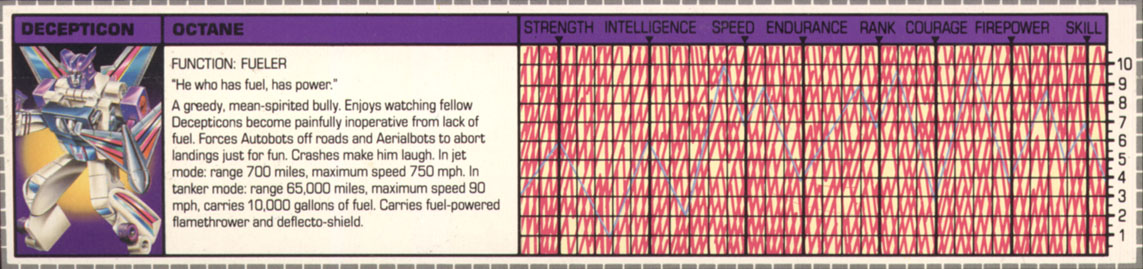 DECEPTICON
OCTANE
STRENGTH INTELLIGENCE SPEED ENDURANCE RANK COURAGE FIREPOWER SKILL
FUNCTION: FUELER
"He who has fuel, has power."
A greedy, mean-spirited bully. Enjoys watching fellow
Decepticons become painfully inoperative from lack of
fuel. Forces Autobots off roads and Aerialbots to abort
landings just for fun. Crashes make him laugh. In jet
mode: range 700 miles, maximum speed 750 mph. In
tanker mode: range 65,000 miles, maximum speed 90
mph, carries 10,000 gallons of fuel. Carries fuel-powered
flamethrower and deflecto-shield.
10
9
8
7
6
5
4
3
2
1